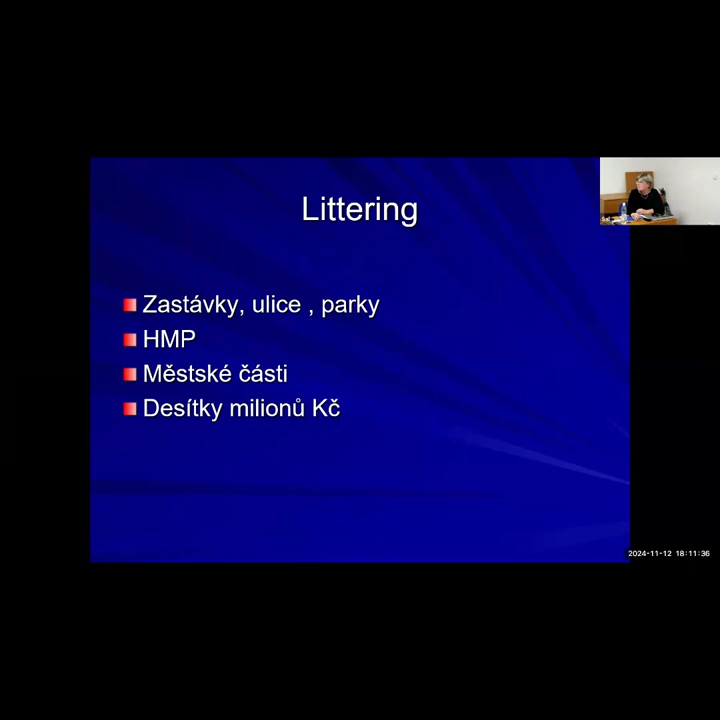 Littering
Zastávky, ulice , parky
HMP
Městské části
Desítky milionů Kč
2024-11-12 18:11:36